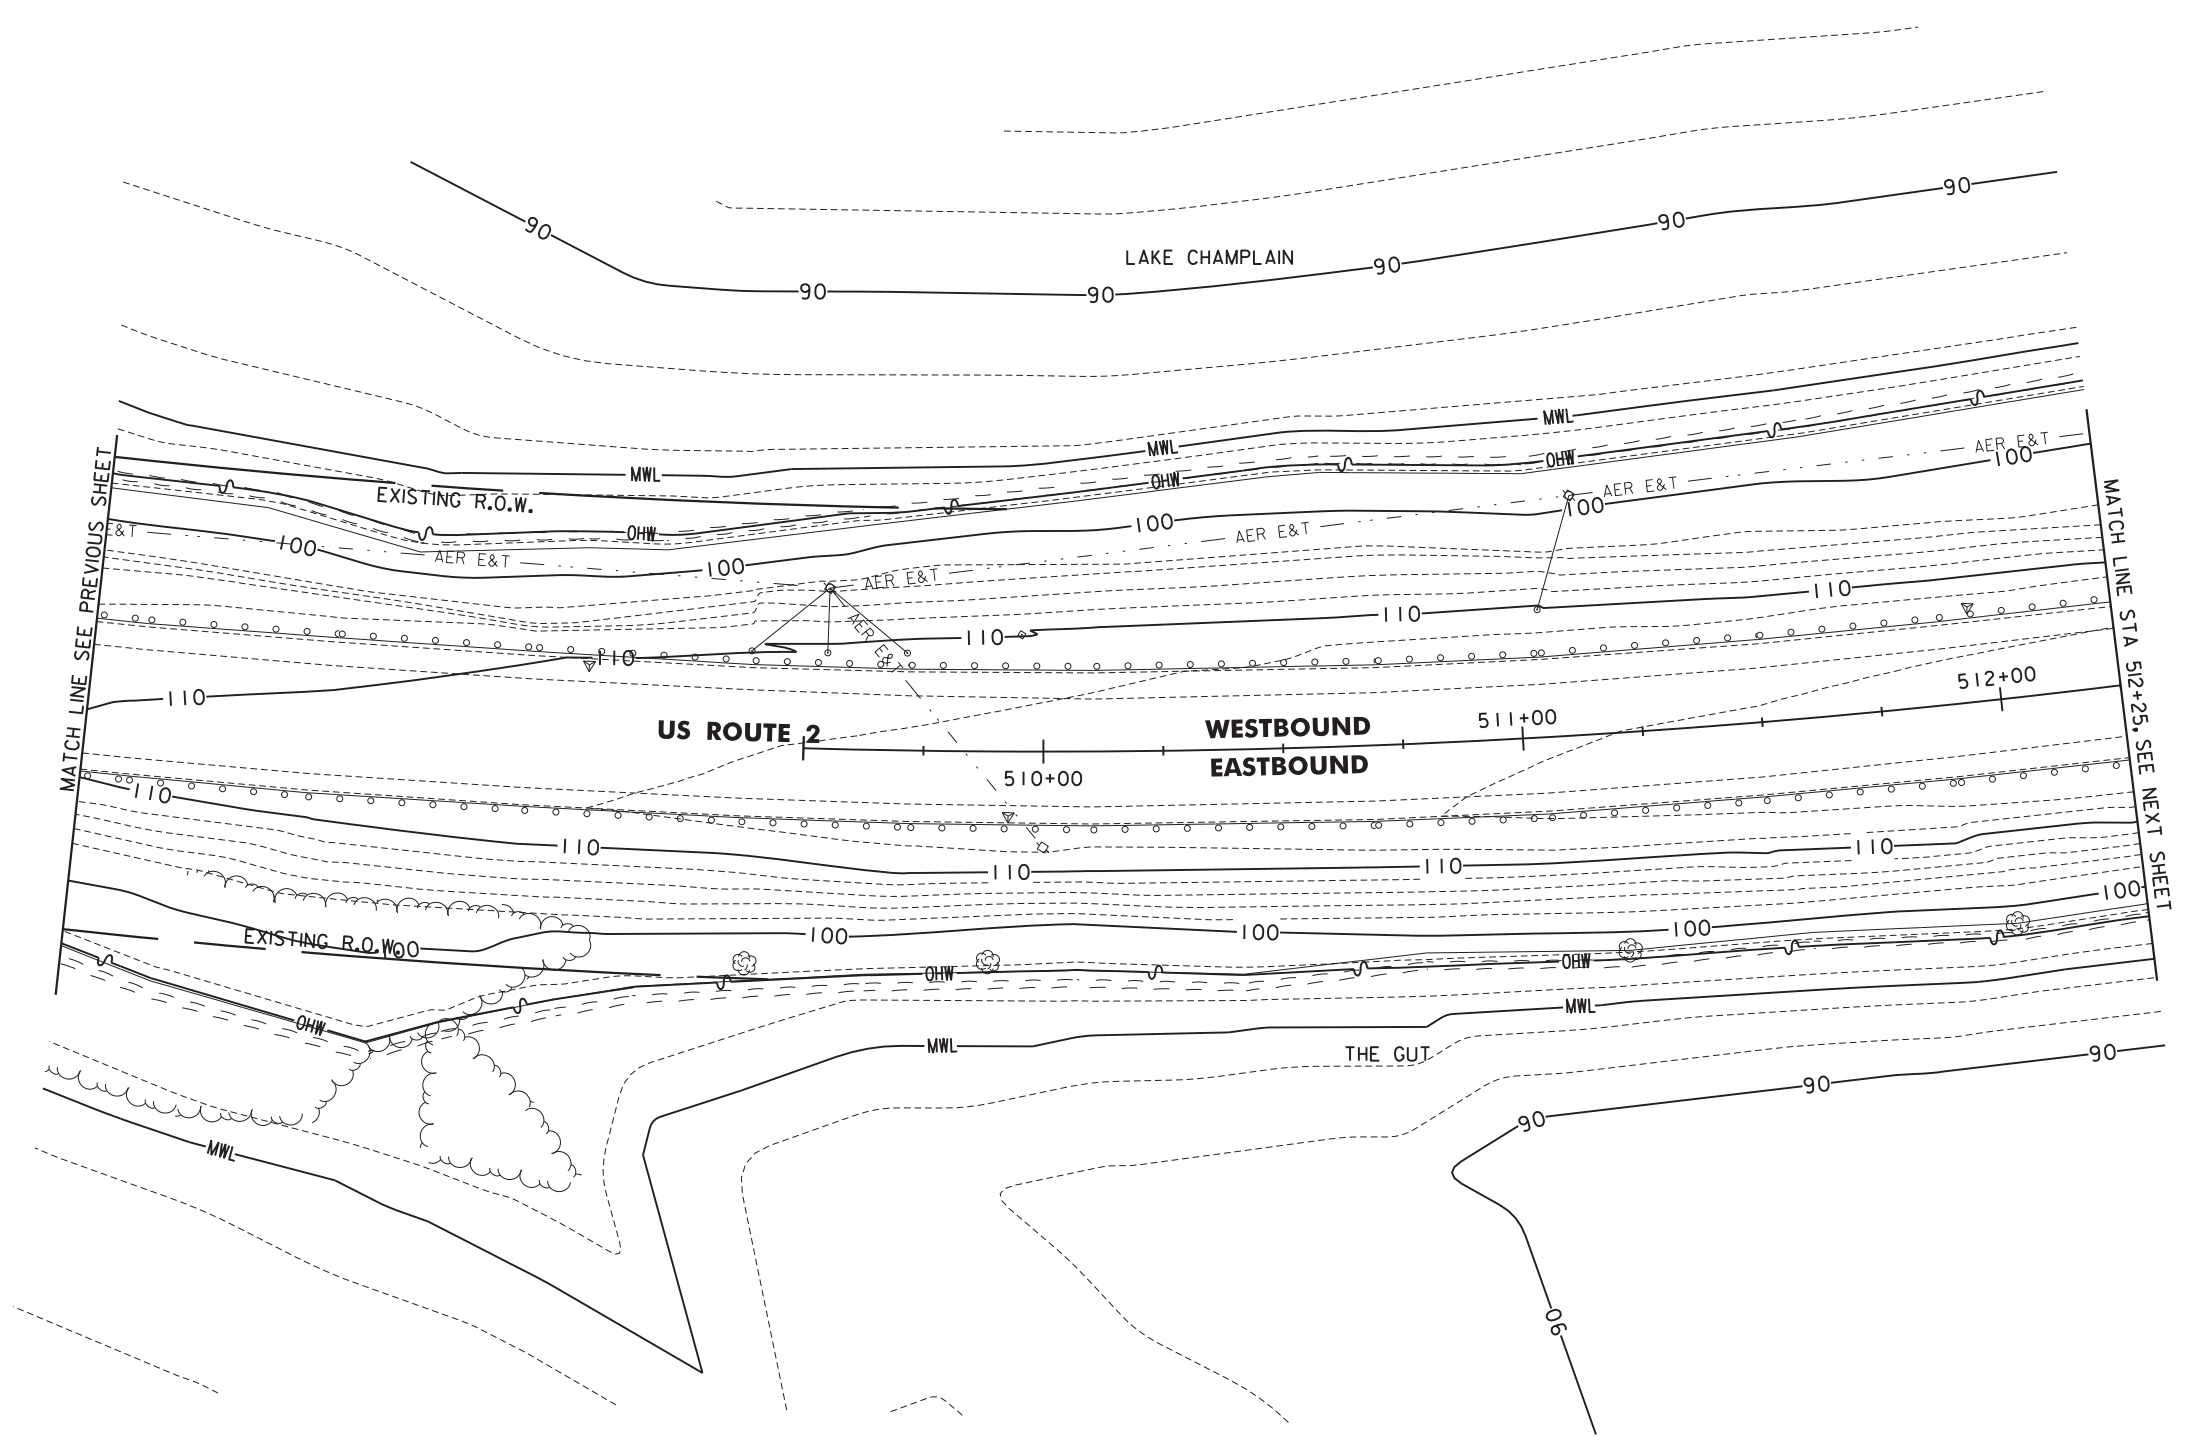 90
90
LAKE CHAMPLAIN
90
90
90
MWL
MWL
MWL
OHW
OHW
OHW
EXISTING R.O.W.
AER E&T
100
AER E&T
100
100
AER E&T
E&T
100
AER E&T
100
AER E&T
110
110
110
AER E&T
110
110
MATCH LINE SEE PREVIOUS SHEET
MATCH LINE STA 512+25, SEE NEXT SHEET
512+00
511+00
US ROUTE 2
WESTBOUND
EASTBOUND
510+00
110
110
110
110
110
100
EXISTING R.O.W.
100
100
100
OHW
OHW
OHW
MWL
MWL
THE GUT
MWL
90
90
90
90